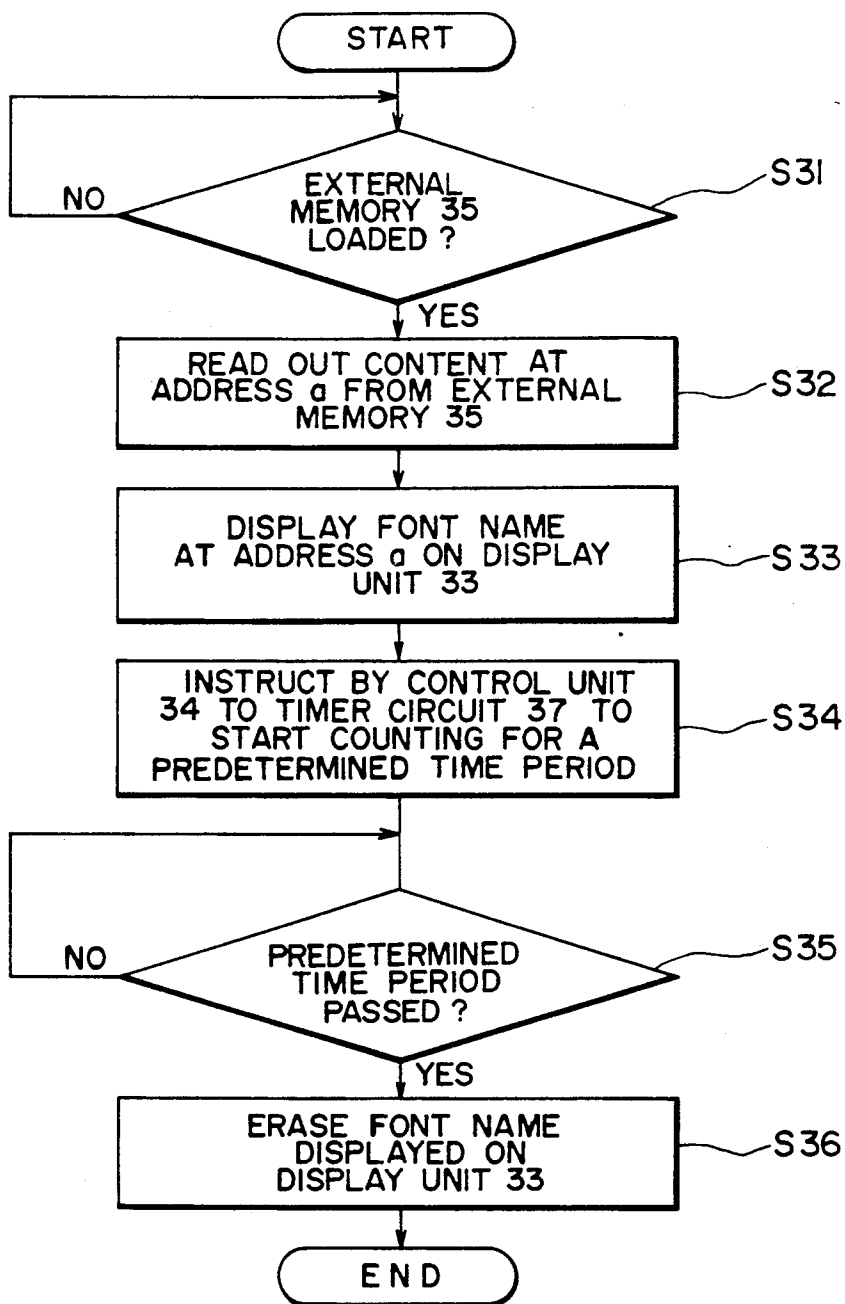 START
NO
EXTERNAL
MEMORY 35
LOADED ?
S31
YES
READ OUT CONTENT AT
ADDRESS a FROM EXTERNAL
MEMORY 35
S32
DISPLAY FONT NAME
AT ADDRESS a ON DISPLAY
UNIT 33
S33
INSTRUCT BY CONTROL UNIT
34 TO TIMER CIRCUIT 37 TO
START COUNTING FOR A
PREDETERMINED TIME PERIOD
S34
NO
PREDETERMINED
TIME PERIOD
PASSED ?
S35
YES
ERASE FONT NAME
DISPLAYED ON
DISPLAY UNIT 33
S36
END